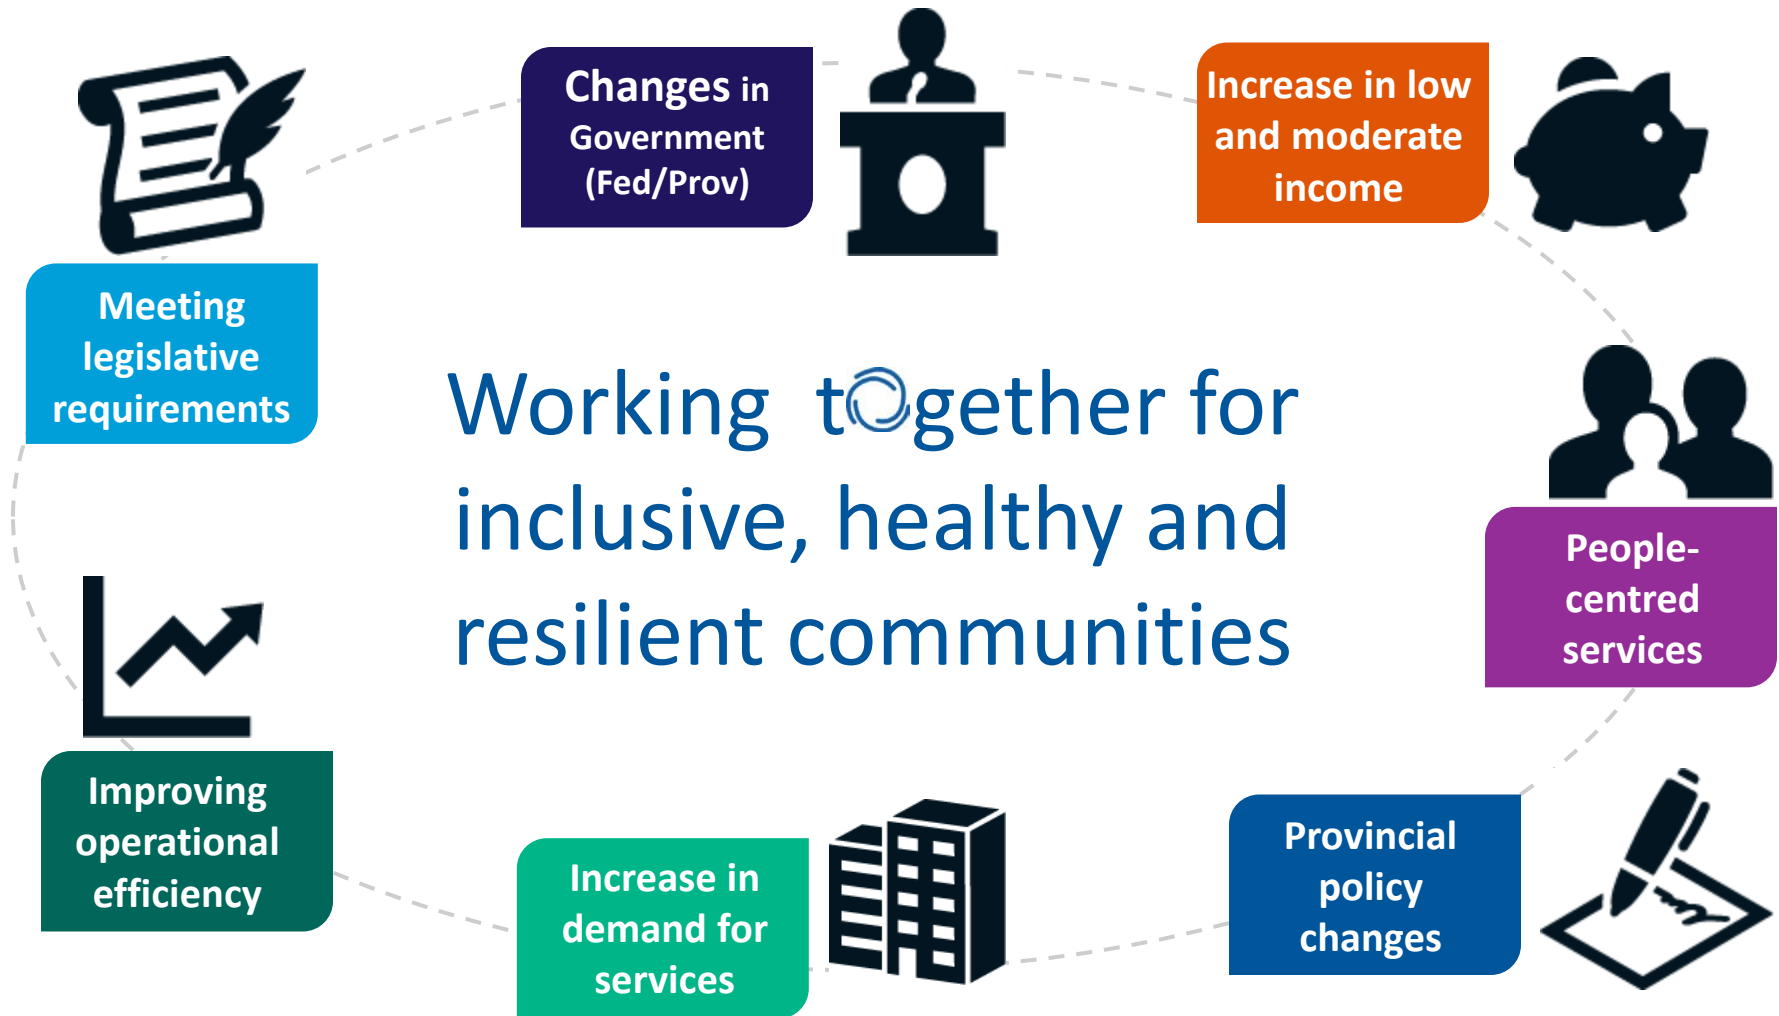 Changes in
Government
(Fed/Prov)
Increase in low
and moderate
income
Meeting
legislative
requirements
Working together for
inclusive, healthy and
resilient communities
People-
centred
services
Improving
operational
efficiency
Increase in
demand for
services
Provincial
policy
changes